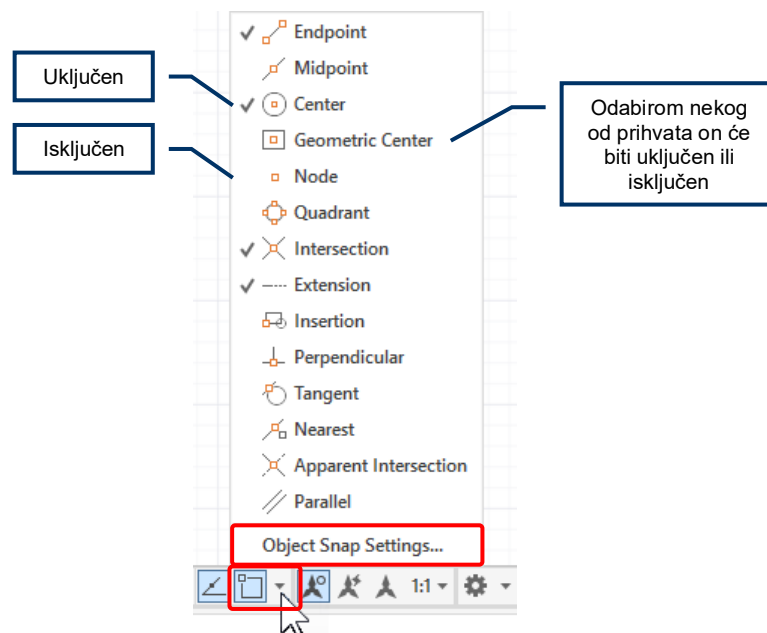 Endpoint
Midpoint
Uključen
Center
Isključen
Geometric Center
Odabirom nekog
od prihvata on će
biti uključen ili
isključen
Node
Quadrant
Intersection
Extension
Insertion
Perpendicular
Tangent
Nearest
Apparent Intersection
Parallel
Object Snap Settings...
1:1